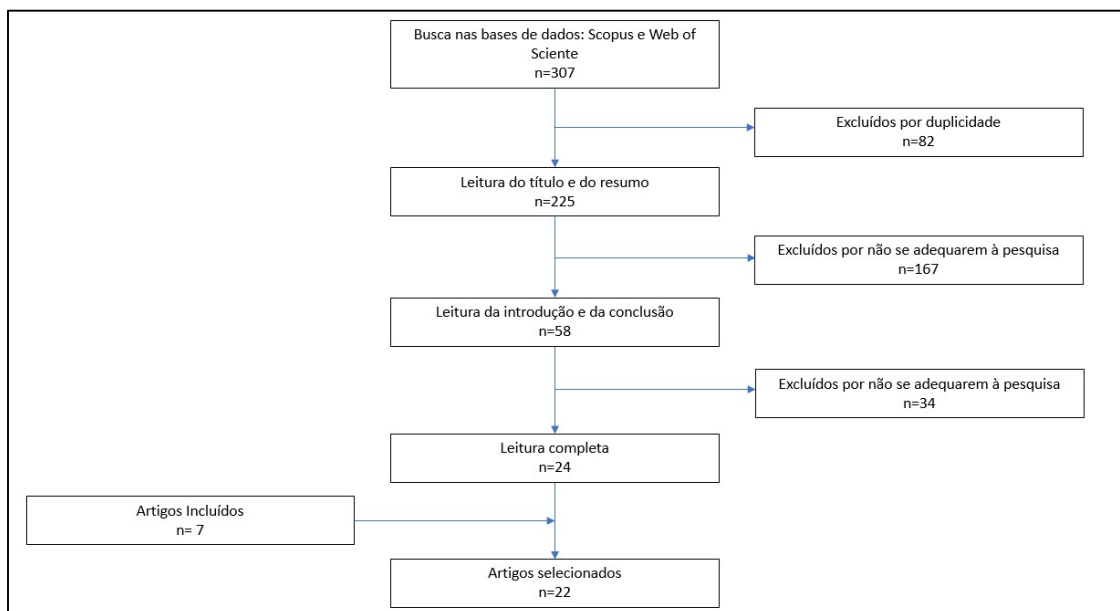 Busca nas bases de dados: Scopus e Web of
Sciente
n=307
Excluídos por duplicidade
n=82
Leitura do título e do resumo
n=225
Excluídos por não se adequarem à pesquisa
n=167
Leitura da introdução e da conclusão
n=58
Excluídos por não se adequarem à pesquisa
n=34
Leitura completa
n=24
Artigos Incluídos
n= 7
Artigos selecionados
n=22